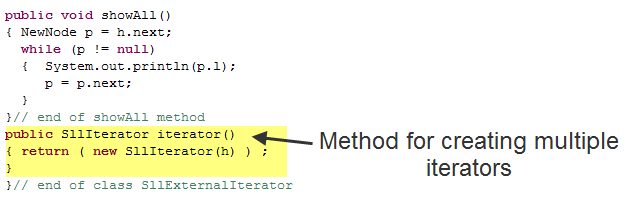 public void showAll()
{ NewNode p = h.next;
while (p != null)
{ System.out.println(p.l);
p = p.next;
}
}// end of showAll method
public SllIterator iterator()
{ return ( new SllIterator(h) ) ;
}
}// end of class SllExternalIterator
Method for creating multiple
iterators